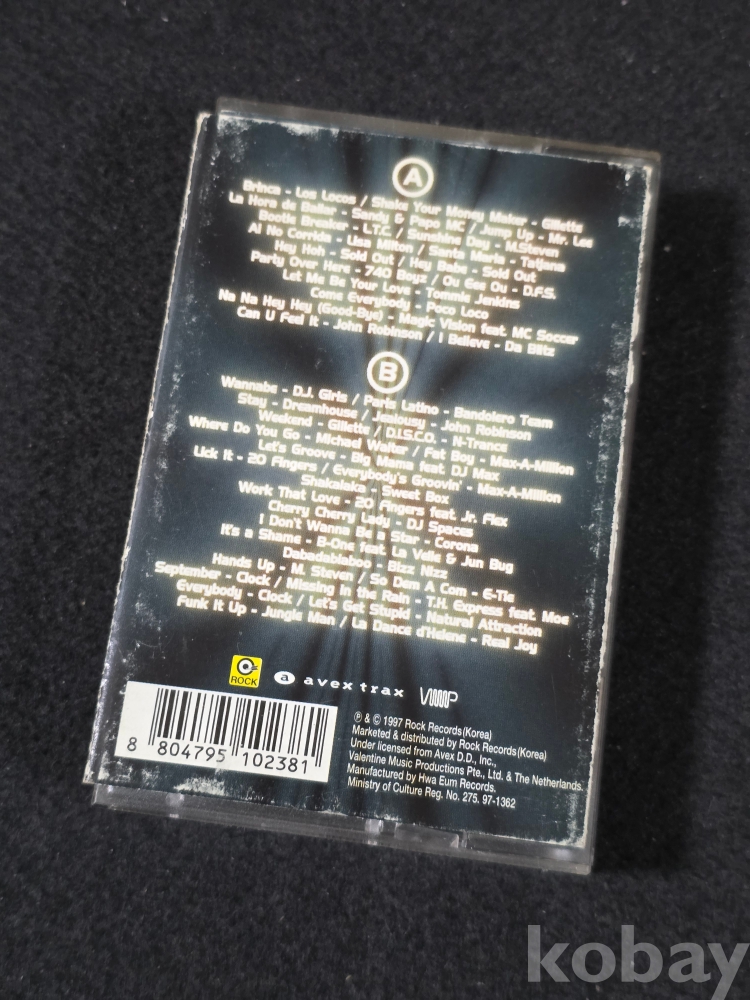 A
Brinca - Los Locos / Shake Your Money Maker - Gillette
La Hora de Bailar - Sandy & Papo MC / Jump Up - Mr. Lee
Bootie Breaker - L.T.C. / Sunshine Day - M.Steven
Ai No Corrida - Lisa Milton / Santa Maria - Tatjana
Hey Hoh - Sold Out / Hey Babe - Sold Out
Party Over Here - 740 Boyz / Ou Eee Ou - D.F.S.
Let Me Be Your Love - Tommie Jenkins
Come Everybody - Poco Loco
Na Na Hey Hey (Good-Bye) - Magic Vision feat. MC Soccer
Can U Feel It - John Robinson / I Believe - Da Blitz
B
Wannabe - D.J. Girls / Paris Latino - Bandolero Team
Stay - Dreamhouse / Jealousy - John Robinson
Weekend - Gillette / D.I.S.C.O. - N-Trance
Where Do You Go - Michael Walter / Fat Boy - Max-A-Million
Let's Groove - Big Mama feat. DJ Max
Lick It - 20 Fingers / Everybody's Groovin' - Max-A-Million
Shakalaka - Sweet Box
Work That Love - 20 Fingers feat. Jr. Flex
Cherry Cherry Lady - DJ Spaces
I Don't Wanna Be a Star - Corona
It's a Shame - B-One feat. La Velle & Jun Bug
Dabadabiaboo - Bizz Nizz
Hands Up - M. Steven / So Dem A Com - E-Tie
September - Clock / Missing in the Rain - T.H. Express feat. Moe
Everybody - Clock / Let's Get Stupid - Natural Attraction
Funk It Up - Jungle Man / La Dance d'Helene - Real Joy
ROCK
a avex trax
8 804795 102381
℗ & © 1997 Rock Records(Korea)
Marketed & distributed by Rock Records(Korea)
Under licensed from Avex D.D., Inc.,
Valentine Music Productions Pte., Ltd. & The Netherlands.
Manufactured by Hwa Eum Records.
Ministry of Culture Reg. No. 275. 97-1362
kobay